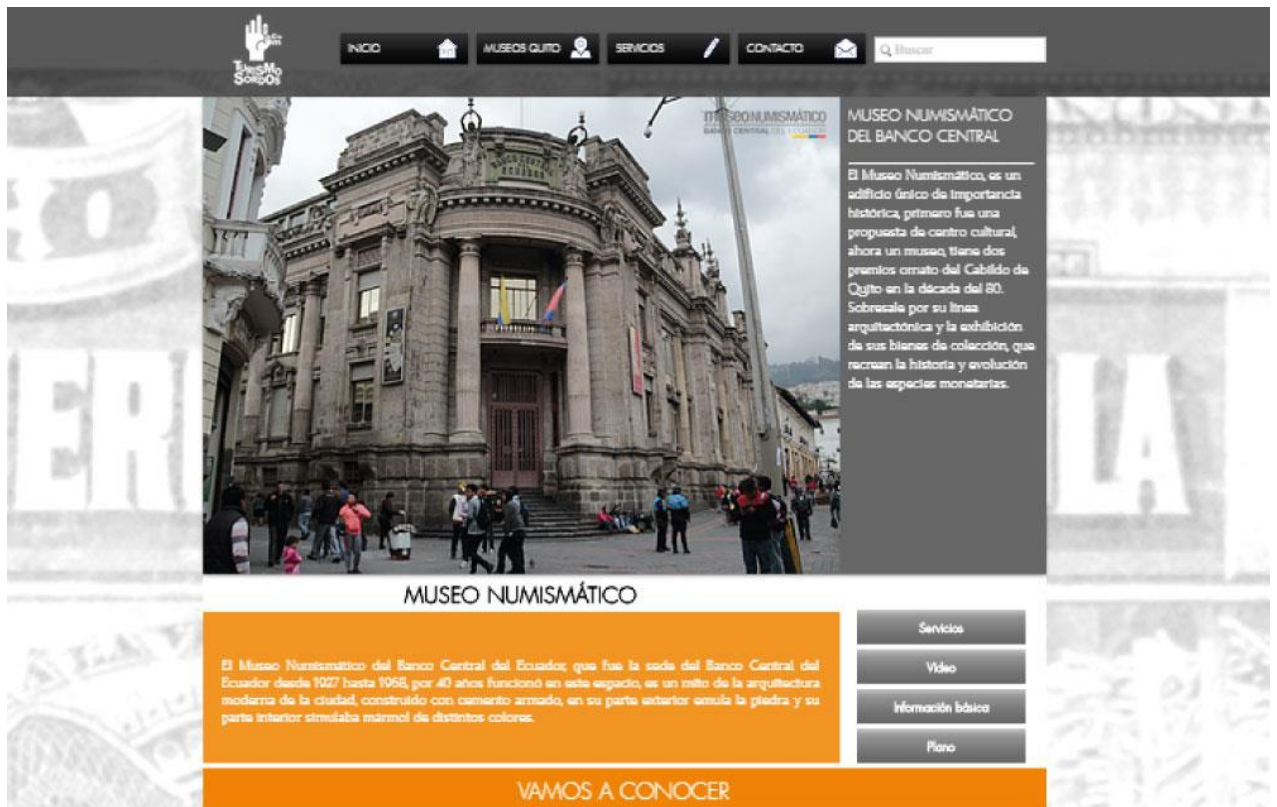 TURISMO
SORDOS
INICIO
MUSEOS QUITO
SERVICIOS
CONTACTO
Buscar
museo NUMISMÁTICO
BANCO CENTRAL DEL ECUADOR
BANCO CENTRAL
ECUADOR
MUSEO NUMISMÁTICO
DEL BANCO CENTRAL
El Museo Numismático, es un
edificio único de importancia
histórica, primero fue una
propuesta de centro cultural,
ahora un museo, tiene dos
premios ornato del Cabildo de
Quito en la década del 80.
Sobresale por su línea
arquitectónica y la exhibición
de sus bienes de colección, que
recrean la historia y evolución
de las especies monetarias.
ER
LA
MUSEO NUMISMÁTICO
El Museo Numismático del Banco Central del Ecuador, que fue la sede del Banco Central del
Ecuador desde 1927 hasta 1968, por 40 años funcionó en este espacio, es un mito de la arquitectura
moderna de la ciudad, construido con cemento armado, en su parte exterior emula la piedra y su
parte interior simulaba mármol de distintos colores.
Servicios
Video
Información básica
Plano
VAMOS A CONOCER